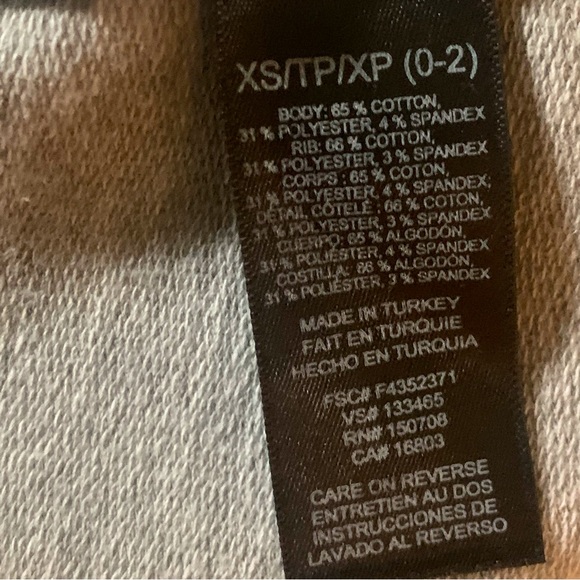 XS/TP/XP (0-2)
BODY: 65 % COTTON,
31 % POLYESTER, 4 % SPANDEX
RIB: 66 % COTTON,
31 % POLYESTER, 3 % SPANDEX
CORPS : 65 % COTON,
31 % POLYESTER, 4 % SPANDEX;
DÉTAIL CÔTELÉ : 66 % COTON,
31 % POLYESTER, 3 % SPANDEX
CUERPO: 65 % ALGODÓN,
31 % POLIÉSTER, 4 % SPANDEX
COSTILLA: 66 % ALGODÓN,
31 % POLIÉSTER, 3 % SPANDEX
MADE IN TURKEY
FAIT EN TURQUIE
HECHO EN TURQUIA
FSC# F4352371
VS# 133465
RN# 150708
CA# 16803
CARE ON REVERSE
ENTRETIEN AU DOS
INSTRUCCIONES DE
LAVADO AL REVERSO